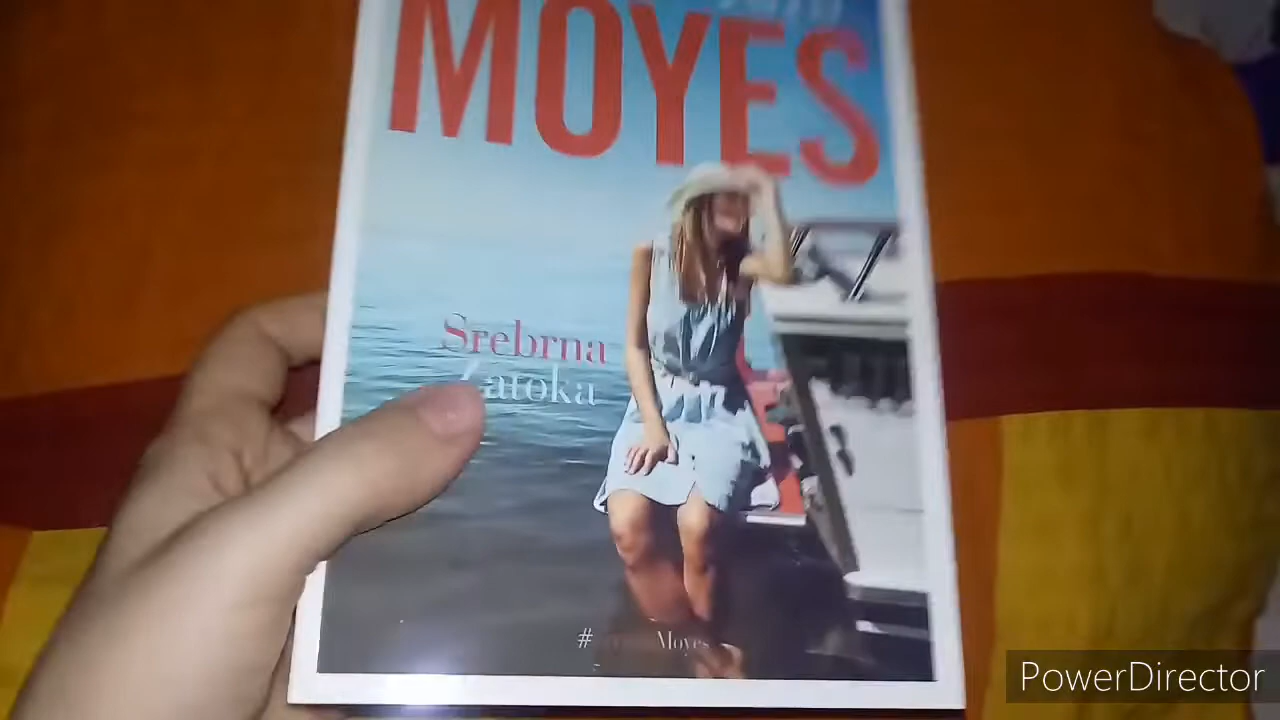 MOYES
Srebrna
Zatoka
# Moyes
PowerDirector